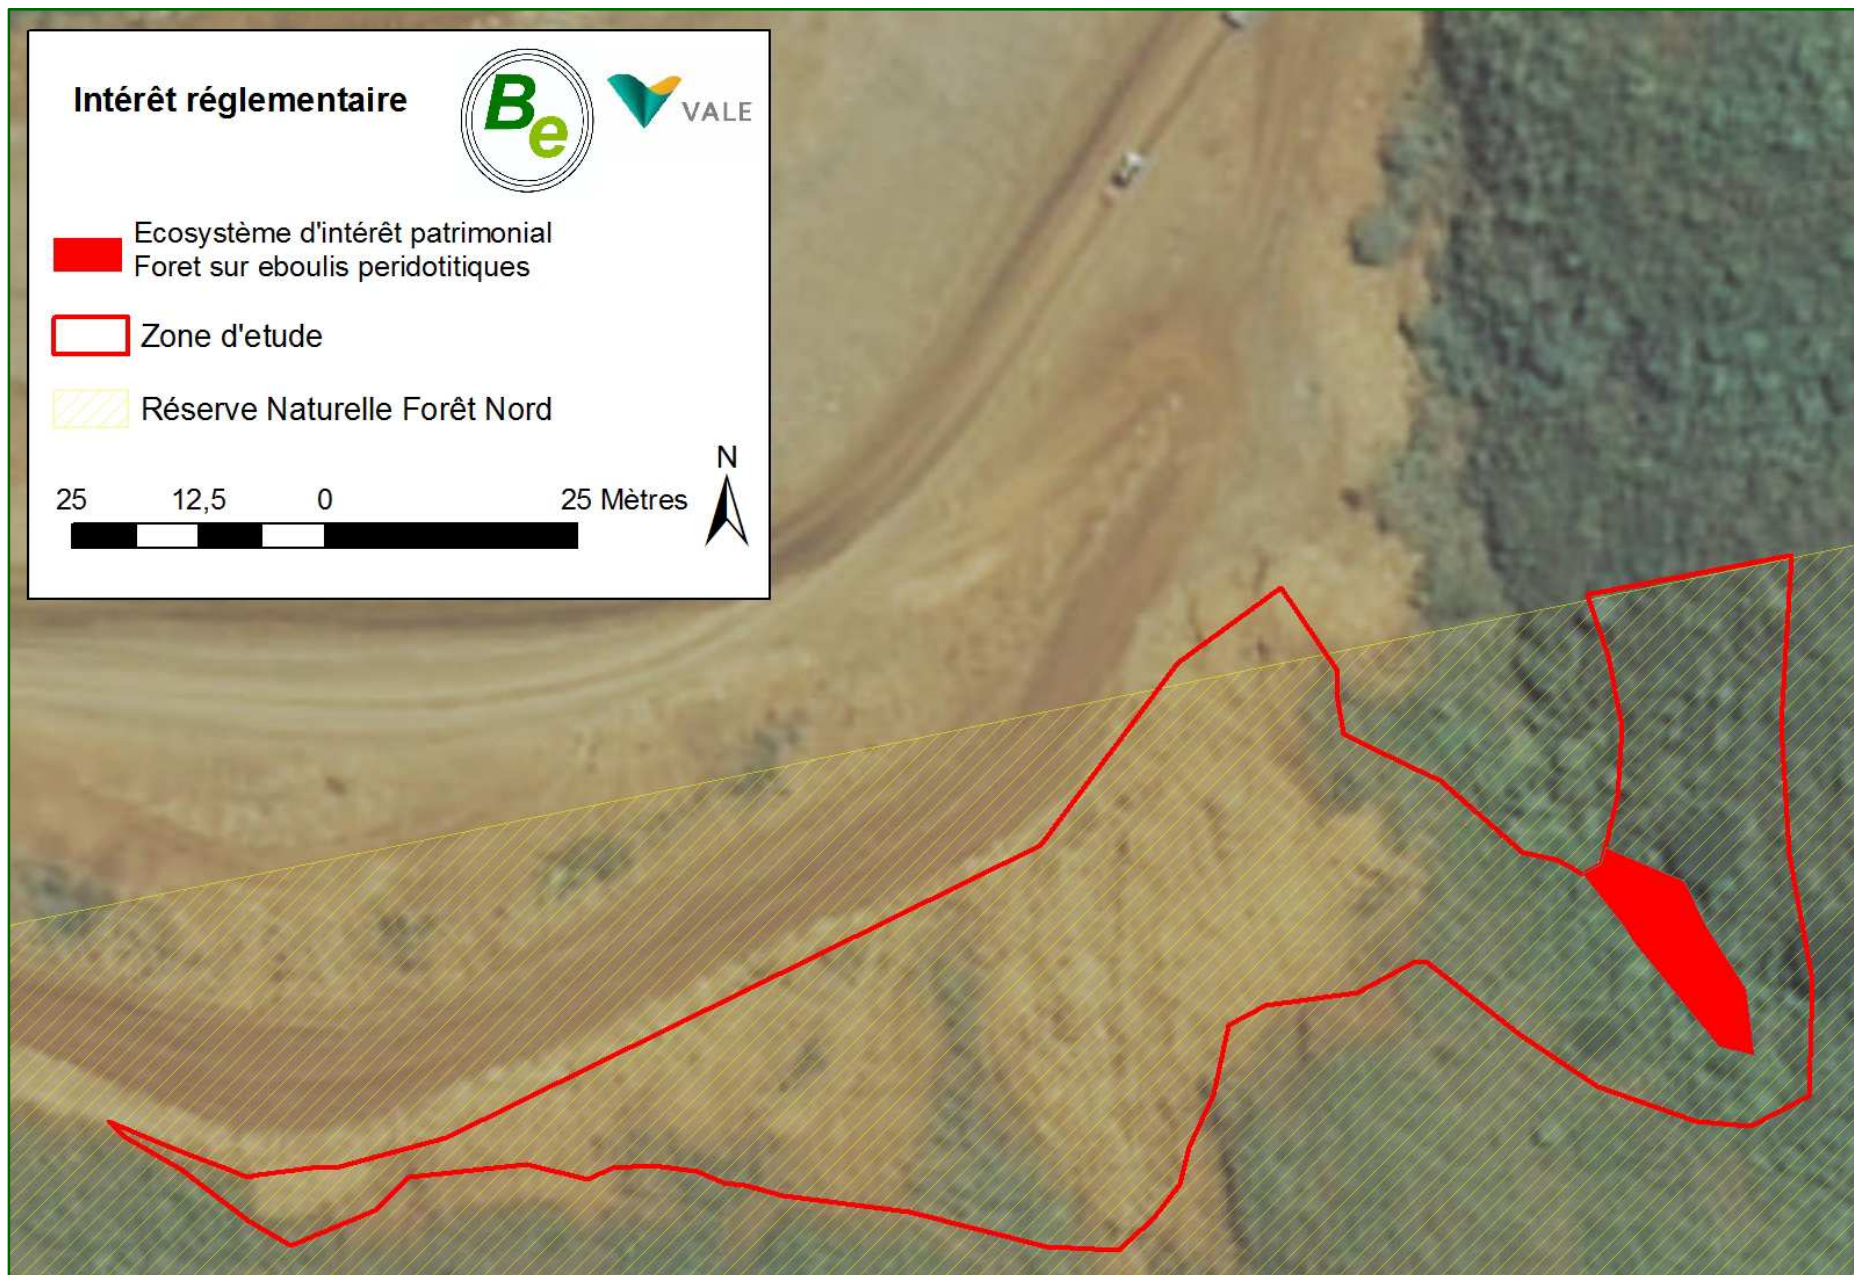 Intérêt réglementaire
Be
VALE
Ecosystème d'intérêt patrimonial
Foret sur eboulis peridotitiques
Zone d'etude
Réserve Naturelle Forêt Nord
N
25 12,5 0 25 Mètres